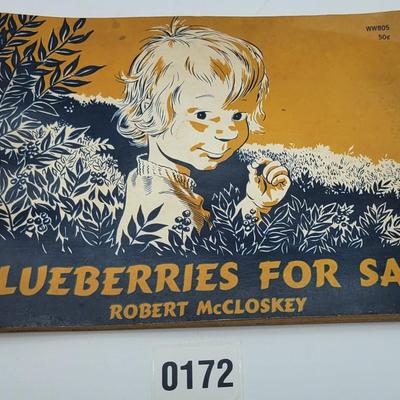 WW805
50¢
LUEBERRIES FOR SA
ROBERT McCLOSKEY
0172